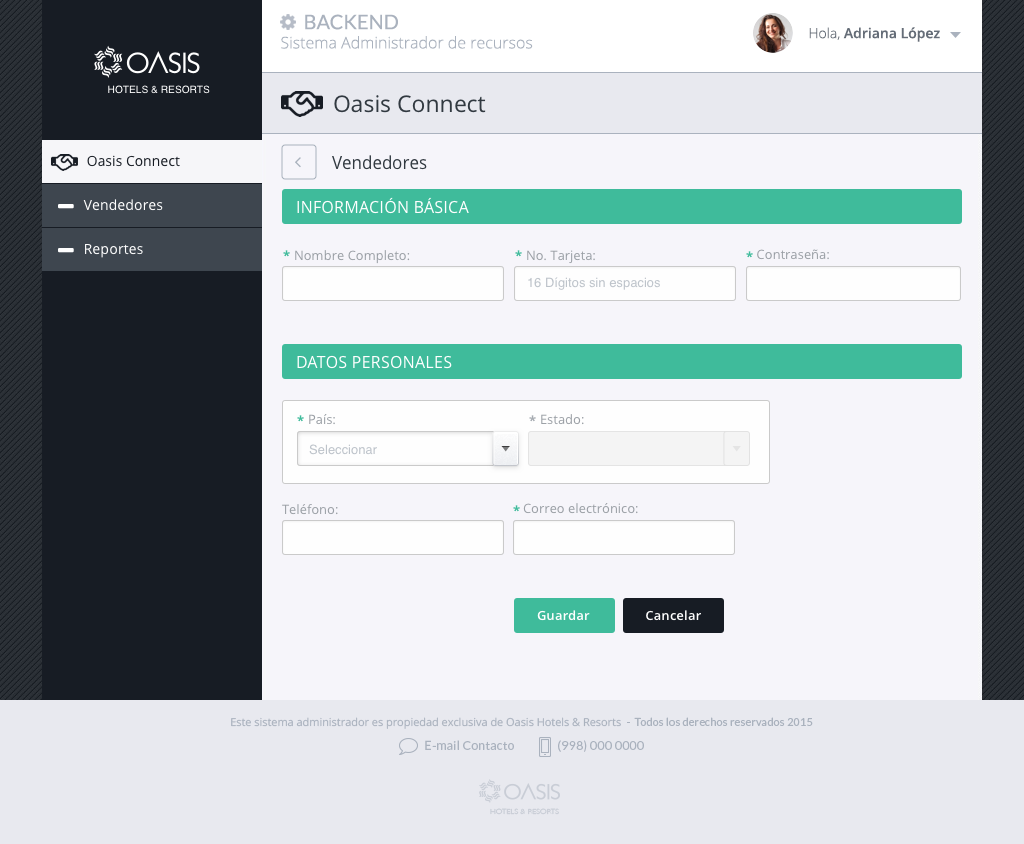 OASIS
HOTELS & RESORTS
BACKEND
Sistema Administrador de recursos
Hola, Adriana López
Oasis Connect
Oasis Connect
Vendedores
Reportes
Vendedores
INFORMACIÓN BÁSICA
* Nombre Completo:
* No. Tarjeta:
* Contraseña:
16 Digitos sin espacios
DATOS PERSONALES
* País:
* Estado:
Seleccionar
Teléfono:
* Correo electrónico:
Guardar
Cancelar
Este sistema administrador es propiedad exclusiva de Oasis Hotels & Resorts - Todos los derechos reservados 2015
E-mail Contacto
(998) 000 0000
OASIS
HOTELS & RESORTS